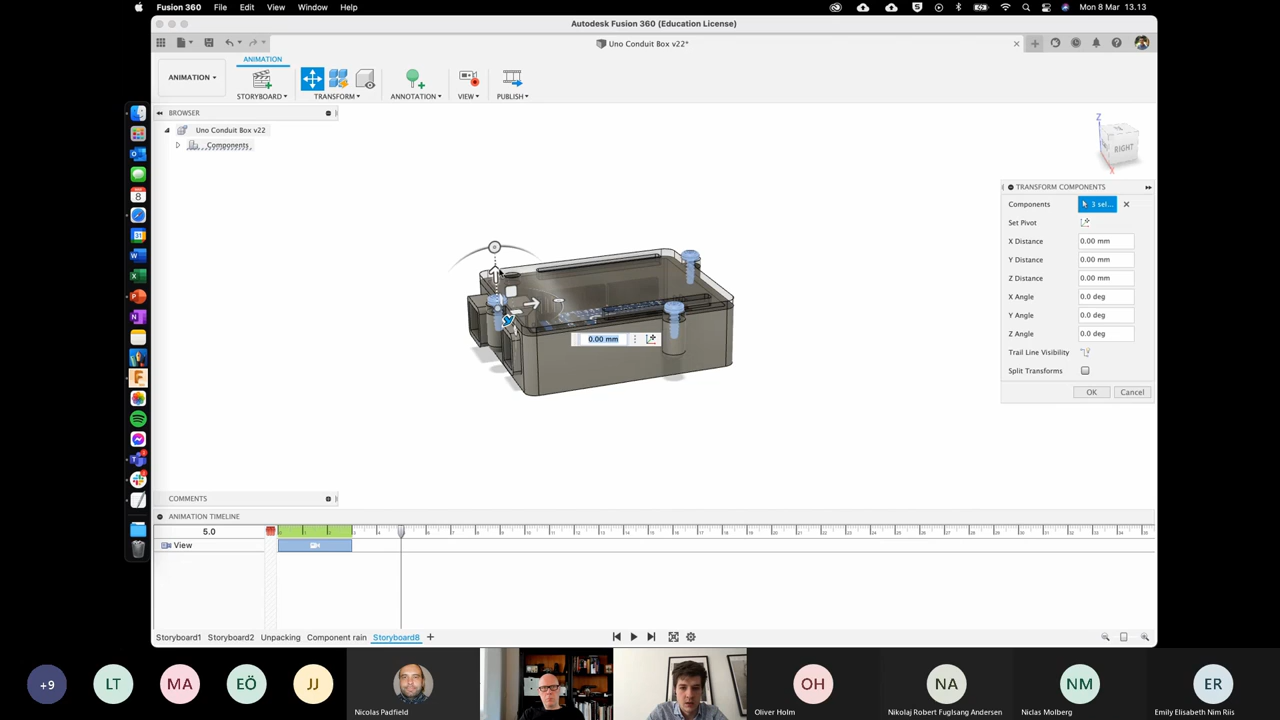 Fusion 360 File Edit View Window Help
Mon 8 Mar 13.13
Autodesk Fusion 360 (Education License)
Uno Conduit Box v22*
ANIMATION
ANIMATION
STORYBOARD
TRANSFORM
ANNOTATION
VIEW
PUBLISH
BROWSER
Uno Conduit Box v22
Components
Z
RIGHT
X
TRANSFORM COMPONENTS
Components 3 sel...
Set Pivot
X Distance 0.00 mm
Y Distance 0.00 mm
Z Distance 0.00 mm
X Angle 0.0 deg
Y Angle 0.0 deg
Z Angle 0.0 deg
Trail Line Visibility
Split Transforms
OK Cancel
0.00 mm
COMMENTS
ANIMATION TIMELINE
5.0
View
Storyboard1 Storyboard2 Unpacking Component rain Storyboard8
+9
LT
MA
EÖ
JJ
OH
NA
NM
ER
Nicolas Padfield
Oliver Holm
Nikolaj Robert Fuglsang Andersen
Niclas Molberg
Emily Elisabeth Nim Riis